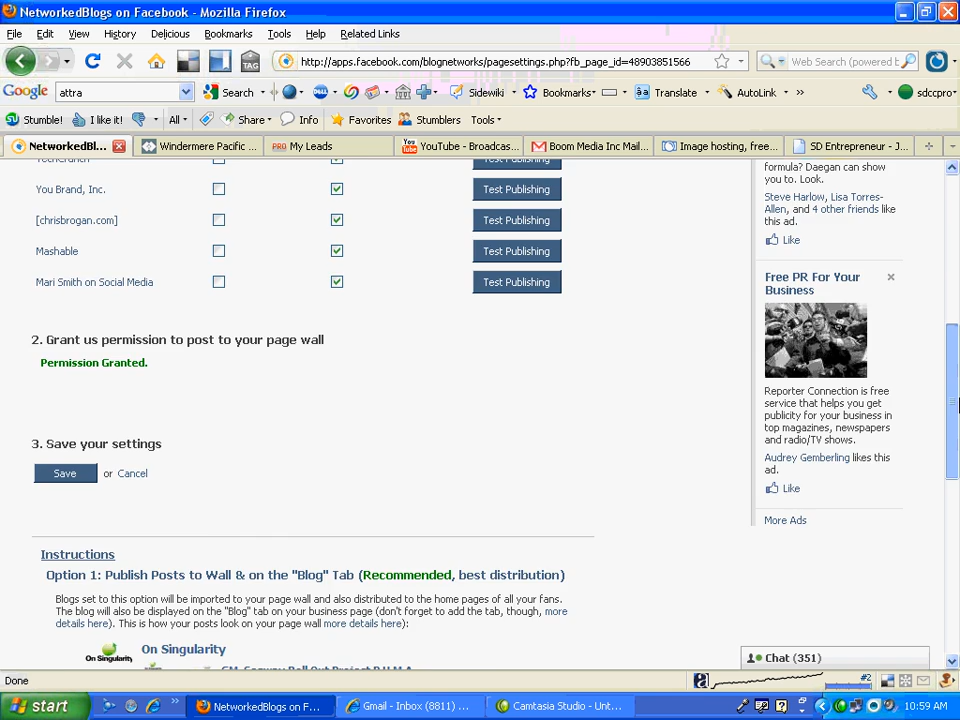 NetworkedBlogs on Facebook - Mozilla Firefox
File Edit View History Delicious Bookmarks Tools Help Related Links
TAG http://apps.facebook.com/blognetworks/pagesettings.php?fb_page_id=48903851566 Web Search (powered b
Google attra Search Sidewiki Bookmarks Translate AutoLink » sdccpro
Stumble! I like it! All Share Info Favorites Stumblers Tools
NetworkedBl... Windermere Pacific ... PRO My Leads YouTube - Broadcas... Boom Media Inc Mail... Image hosting, free... SD Entrepreneur - J...
Test Publishing
You Brand, Inc. Test Publishing
[chrisbrogan.com] Test Publishing
Mashable Test Publishing
Mari Smith on Social Media Test Publishing
2. Grant us permission to post to your page wall
Permission Granted.
3. Save your settings
Save or Cancel
Instructions
Option 1: Publish Posts to Wall & on the "Blog" Tab (Recommended, best distribution)
Blogs set to this option will be imported to your page wall and also distributed to the home pages of all your fans.
The blog will also be displayed on the "Blog" tab on your business page (don't forget to add the tab, though, more
details here). This is how your posts look on your page wall more details here):
On Singularity On Singularity
formula? Daegan can show
you to. Look.
Steve Harlow, Lisa Torres-
Allen, and 4 other friends like
this ad.
Like
Free PR For Your
Business
Reporter Connection is free
service that helps you get
publicity for your business in
top magazines, newspapers
and radio/TV shows.
Audrey Gemberling likes this
ad.
Like
More Ads
Chat (351)
Done #2
start NetworkedBlogs on F... Gmail - Inbox (8811) ... Camtasia Studio - Unt... 10:59 AM